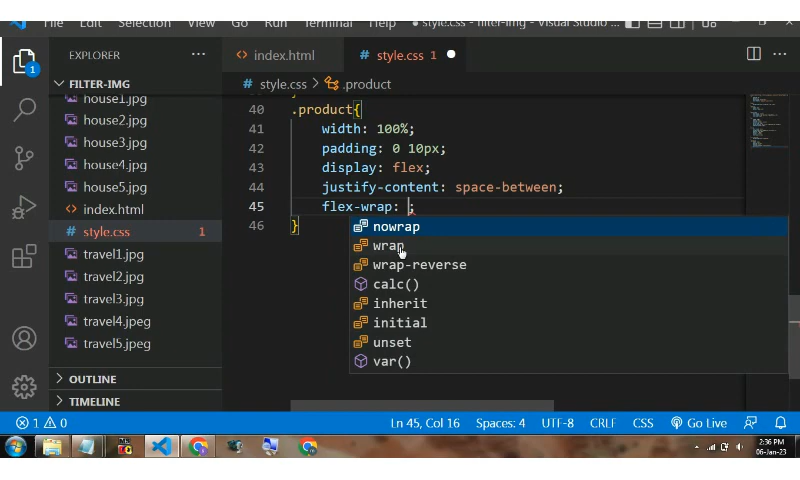 File Edit Selection View Go Run Terminal Help
style.css - filter-img - Visual Studio ...
EXPLORER ...
index.html
# style.css 1
FILTER-IMG
# style.css > .product
house1.jpg
house2.jpg
house3.jpg
house4.jpg
house5.jpg
<> index.html
# style.css 1
travel1.jpg
travel2.jpg
travel3.jpg
travel4.jpeg
travel5.jpeg
OUTLINE
TIMELINE
1
40 .product{
41 width: 100%;
42 padding: 0 10px;
43 display: flex;
44 justify-content: space-between;
45 flex-wrap: ;
46 }
nowrap
wrap
wrap-reverse
calc()
inherit
initial
unset
var()
1 0 Ln 45, Col 16 Spaces: 4 UTF-8 CRLF CSS Go Live
2:36 PM
06-Jan-23